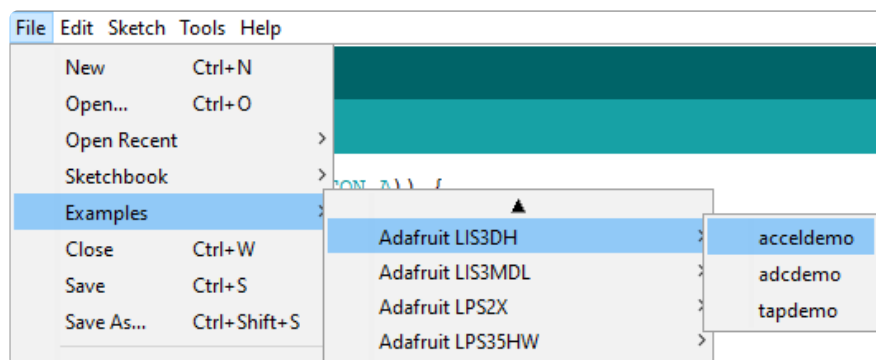 File Edit Sketch Tools Help
New Ctrl+N
Open... Ctrl+O
Open Recent
Sketchbook
Examples
Close Ctrl+W
Save Ctrl+S
Save As... Ctrl+Shift+S
Adafruit LIS3DH
Adafruit LIS3MDL
Adafruit LPS2X
Adafruit LPS35HW
acceldemo
adcdemo
tapdemo